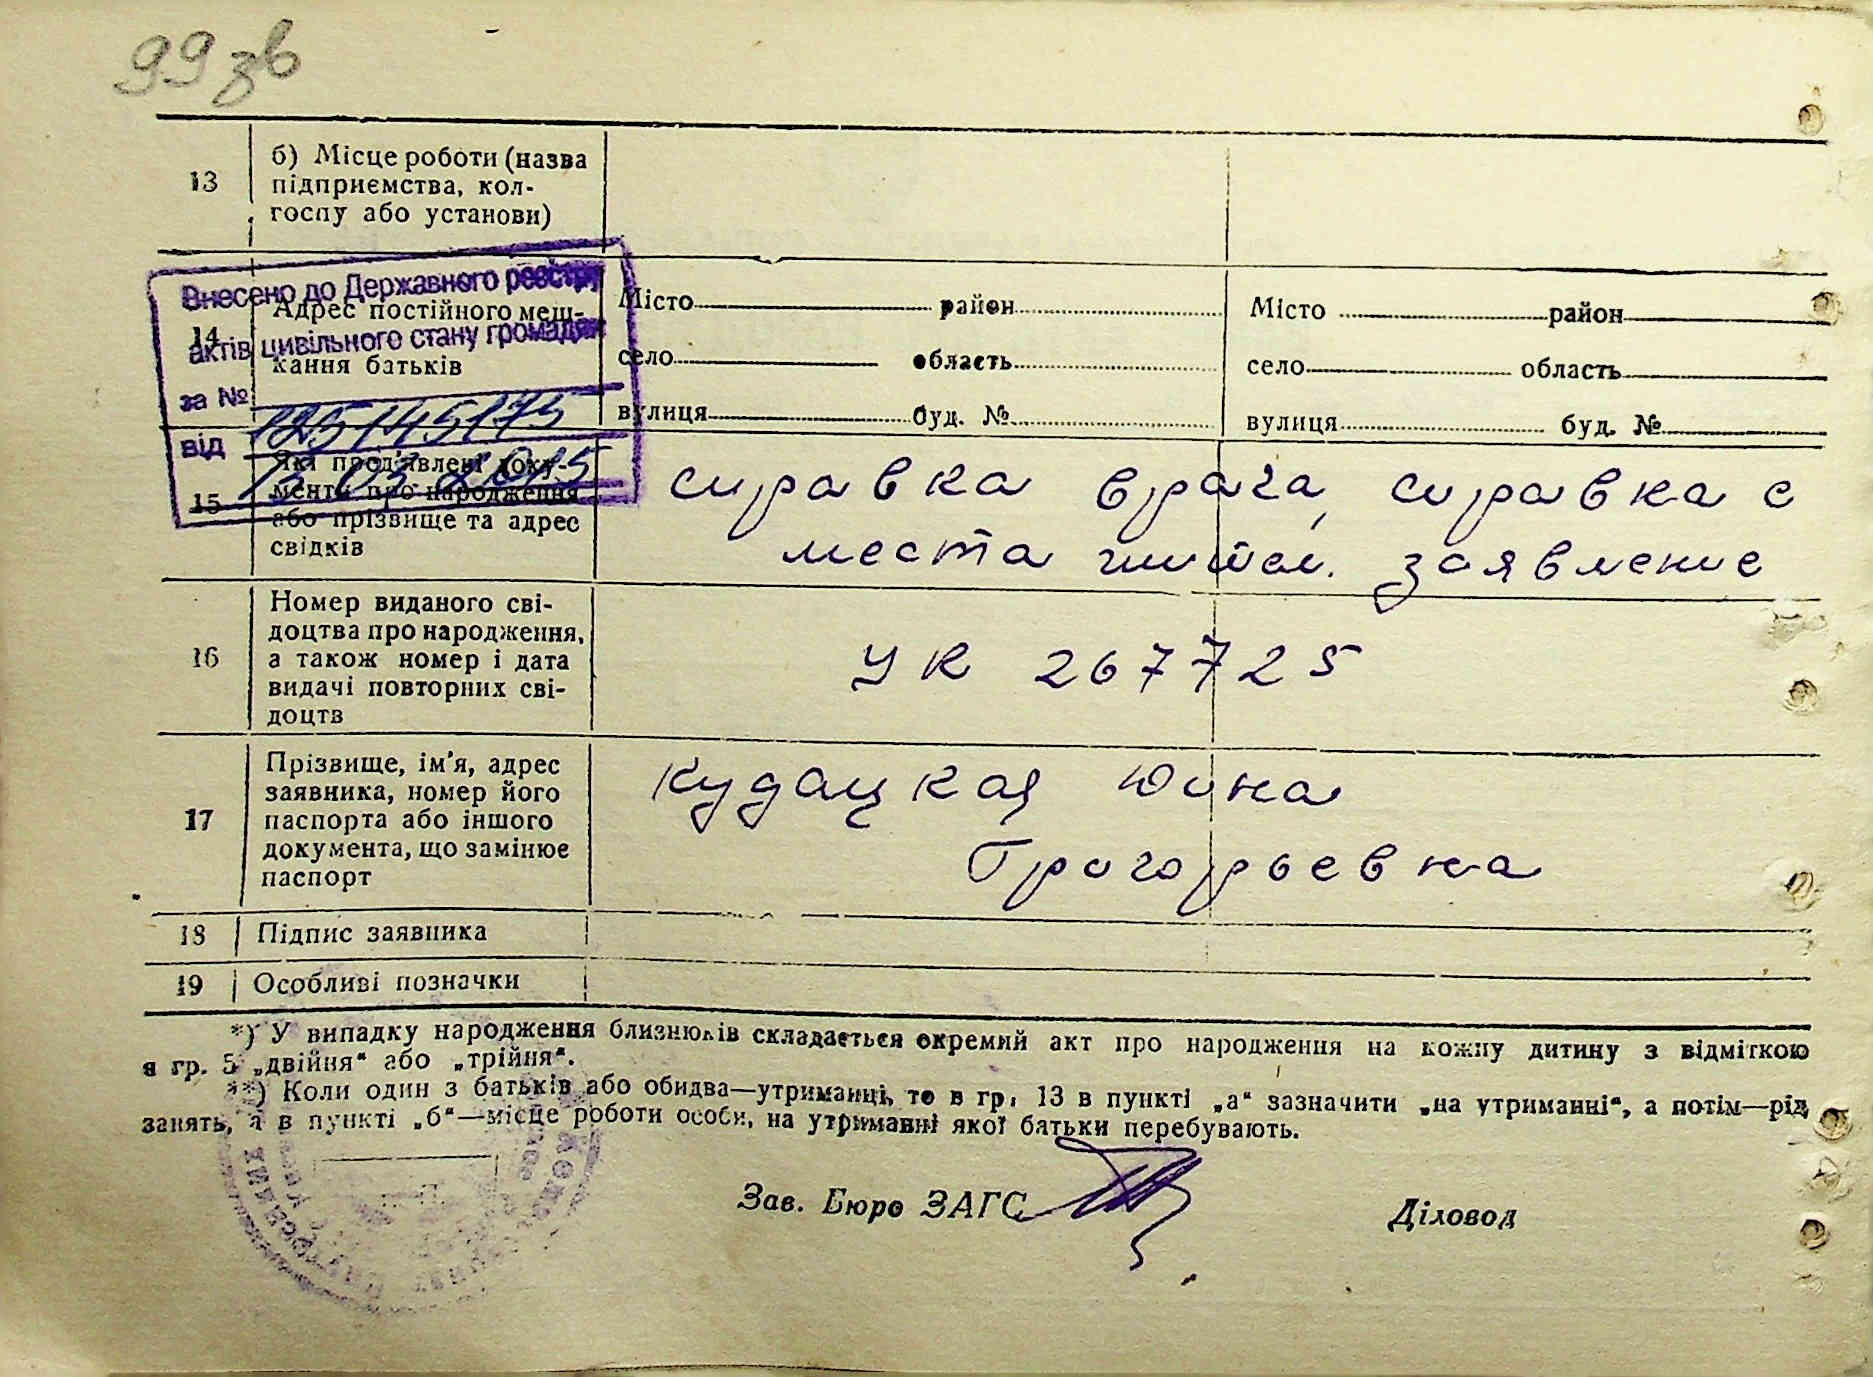 99 зв
13
б) Місце роботи (назва
підприємства, кол-
госпу або установи)
Внесено до Державного реєстру
актів цивільного стану громадян
за № 125145175
від 13 03 2015
14
Адрес постійного меш-
кання батьків
Місто район
село область
вулиця буд. №
Місто район
село область
вулиця буд. №
15
Які пред'явлені доку-
менти про народження
або прізвище та адрес
свідків
справка врача, справка с
места жител. заявление
16
Номер виданого сві-
доцтва про народження,
а також номер і дата
видачі повторних сві-
доцтв
УК 267725
17
Прізвище, ім'я, адрес
заявника, номер його
паспорта або іншого
документа, що замінює
паспорт
Кудацкая
Григорьевна
18
Підпис заявника
19
Особливі позначки
*) У випадку народження близнюків складається окремий акт про народження на кожну дитину з відміткою
в гр. 5 „двійня“ або „трійня“.
**) Коли один з батьків або обидва—утриманці, то в гр. 13 в пункті „а“ зазначити „на утриманні“, а потім—рід
занять, а в пункті „б“—місце роботи особи, на утриманні якої батьки перебувають.
Зав. Бюро ЗАГС
Діловод